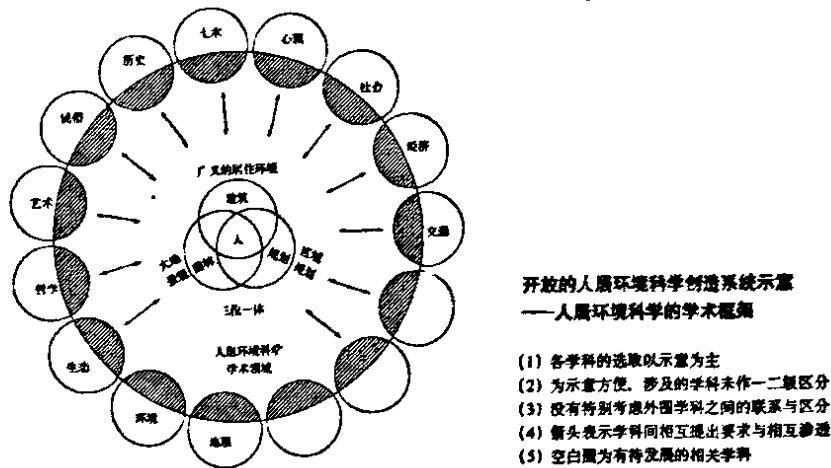 土木
心理
历史
社会
民俗
经济
艺术
交通
哲学
生态
环境
地理
广义的居住环境
建筑
人
大地
景观
园林
规划
区域
规划
三位一体
人居环境科学
学术领域
开放的人居环境科学创造系统示意
——人居环境科学的学术框架
(1) 各学科的选取以示意为主
(2) 为示意方便，涉及的学科未作一二级区分
(3) 没有特别考虑外围学科之间的联系与区分
(4) 箭头表示学科间相互提出要求与相互渗透
(5) 空白圈为有待发展的相关学科